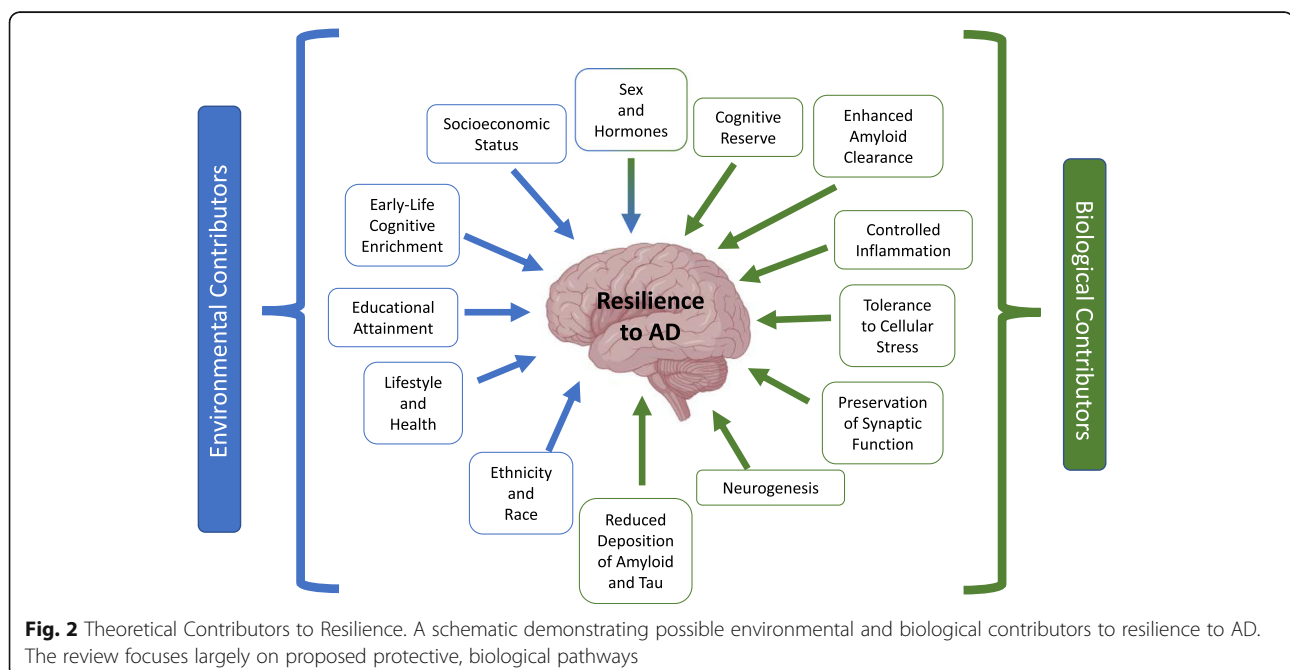 Environmental Contributors
Socioeconomic
Status
Sex
and
Hormones
Cognitive
Reserve
Enhanced
Amyloid
Clearance
Early-Life
Cognitive
Enrichment
Controlled
Inflammation
Educational
Attainment
Resilience
to AD
Tolerance
to Cellular
Stress
Lifestyle
and
Health
Preservation
of Synaptic
Function
Ethnicity
and
Race
Reduced
Deposition
of Amyloid
and Tau
Neurogenesis
Biological Contributors
Fig. 2 Theoretical Contributors to Resilience. A schematic demonstrating possible environmental and biological contributors to resilience to AD.
The review focuses largely on proposed protective, biological pathways